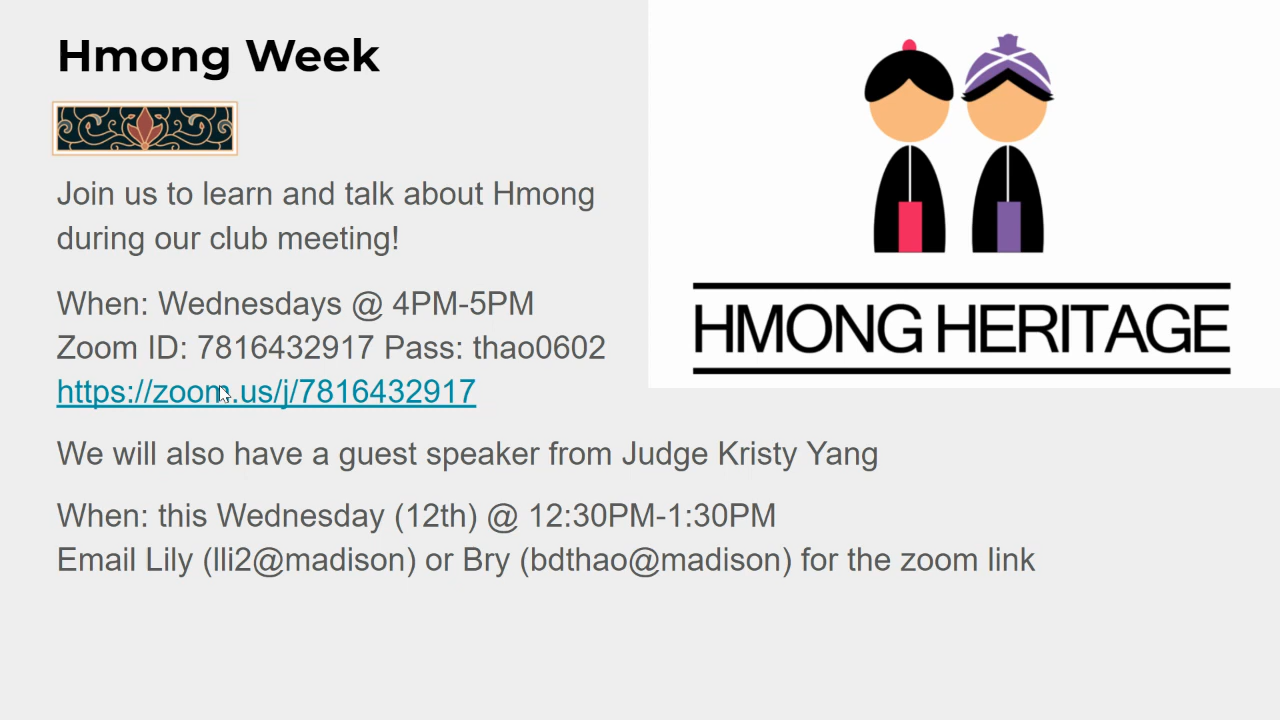 Hmong Week
Join us to learn and talk about Hmong
during our club meeting!
When: Wednesdays @ 4PM-5PM
Zoom ID: 7816432917 Pass: thao0602
https://zoom.us/j/7816432917
We will also have a guest speaker from Judge Kristy Yang
When: this Wednesday (12th) @ 12:30PM-1:30PM
Email Lily (lli2@madison) or Bry (bdthao@madison) for the zoom link
HMONG HERITAGE